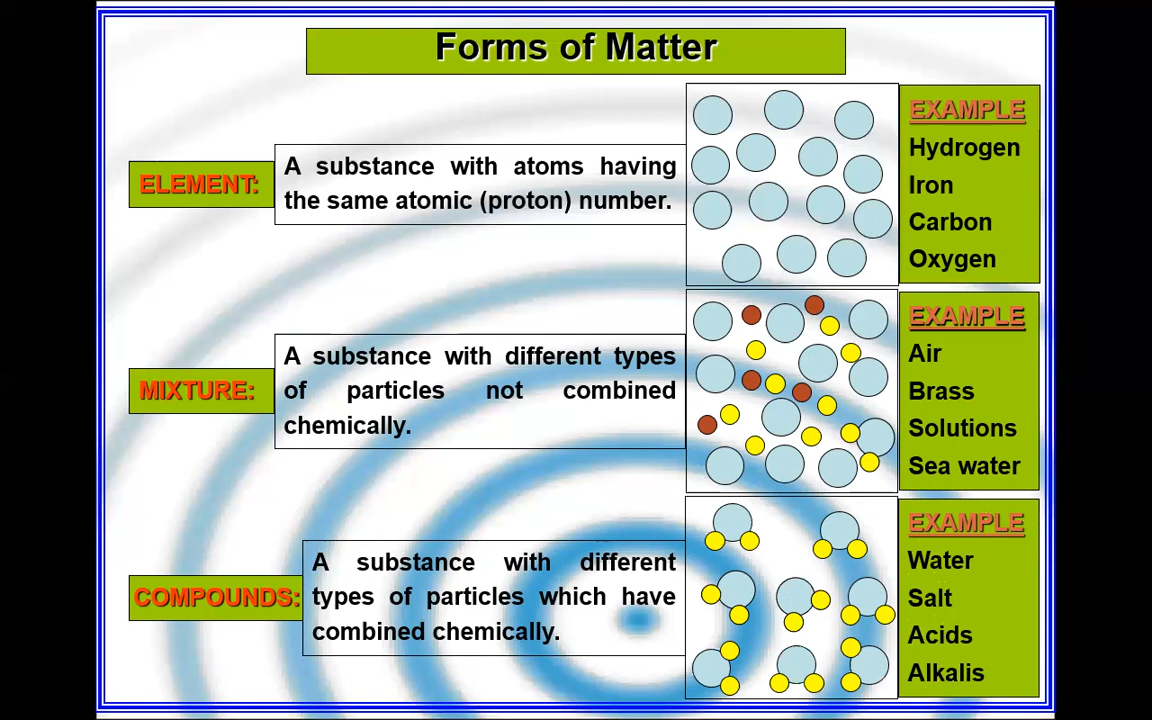 Forms of Matter
ELEMENT:
A substance with atoms having
the same atomic (proton) number.
EXAMPLE
Hydrogen
Iron
Carbon
Oxygen
MIXTURE:
A substance with different types
of particles not combined
chemically.
EXAMPLE
Air
Brass
Solutions
Sea water
COMPOUNDS:
A substance with different
types of particles which have
combined chemically.
EXAMPLE
Water
Salt
Acids
Alkalis